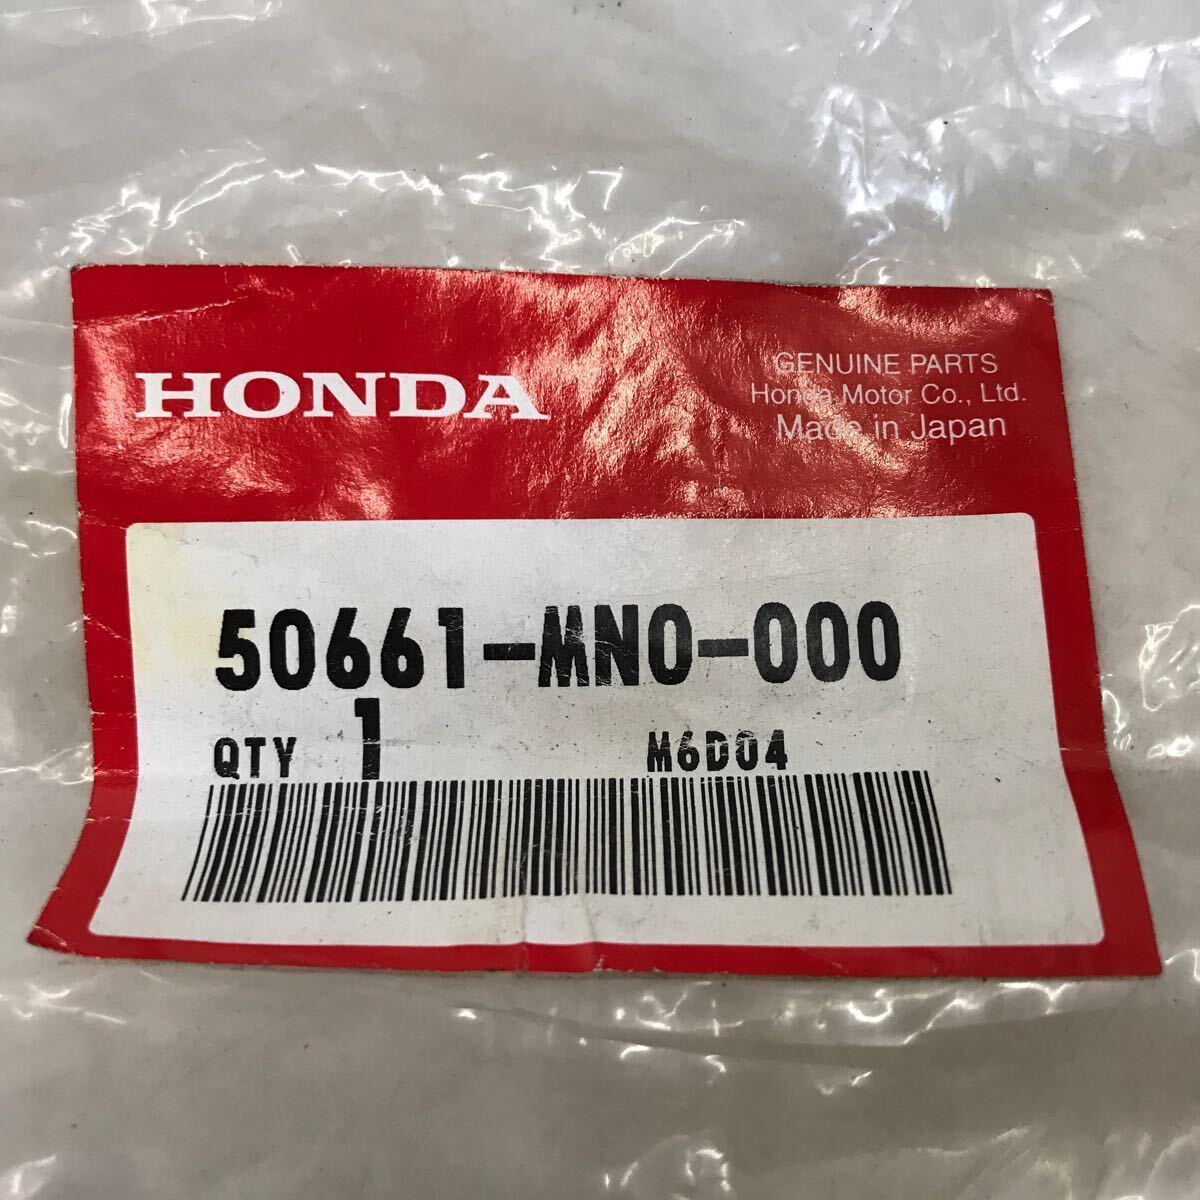 HONDA
GENUINE PARTS
Honda Motor Co., Ltd.
Made in Japan
50661-MN0-000
QTY 1 M6D04